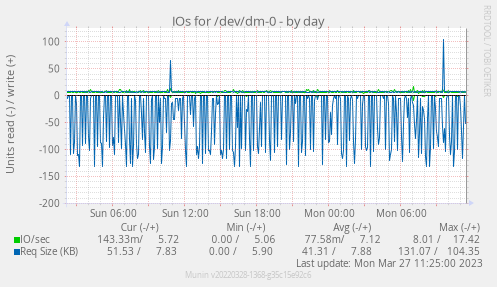 IOs for /dev/dm-0 - by day
RRDTOOL / TOBI OETIKER
Units read (-) / write (+)
100
50
0
-50
-100
-150
-200
Sun 06:00 Sun 12:00 Sun 18:00 Mon 00:00 Mon 06:00
Cur (-/+) Min (-/+) Avg (-/+) Max (-/+)
IO/sec 143.33m/ 5.72 0.00 / 5.06 77.58m/ 7.12 8.01 / 17.42
Req Size (KB) 51.53 / 7.83 0.00 / 5.90 41.31 / 7.88 131.07 / 104.35
Last update: Mon Mar 27 11:25:00 2023
Munin v20220328-1368-g35c15e92c6